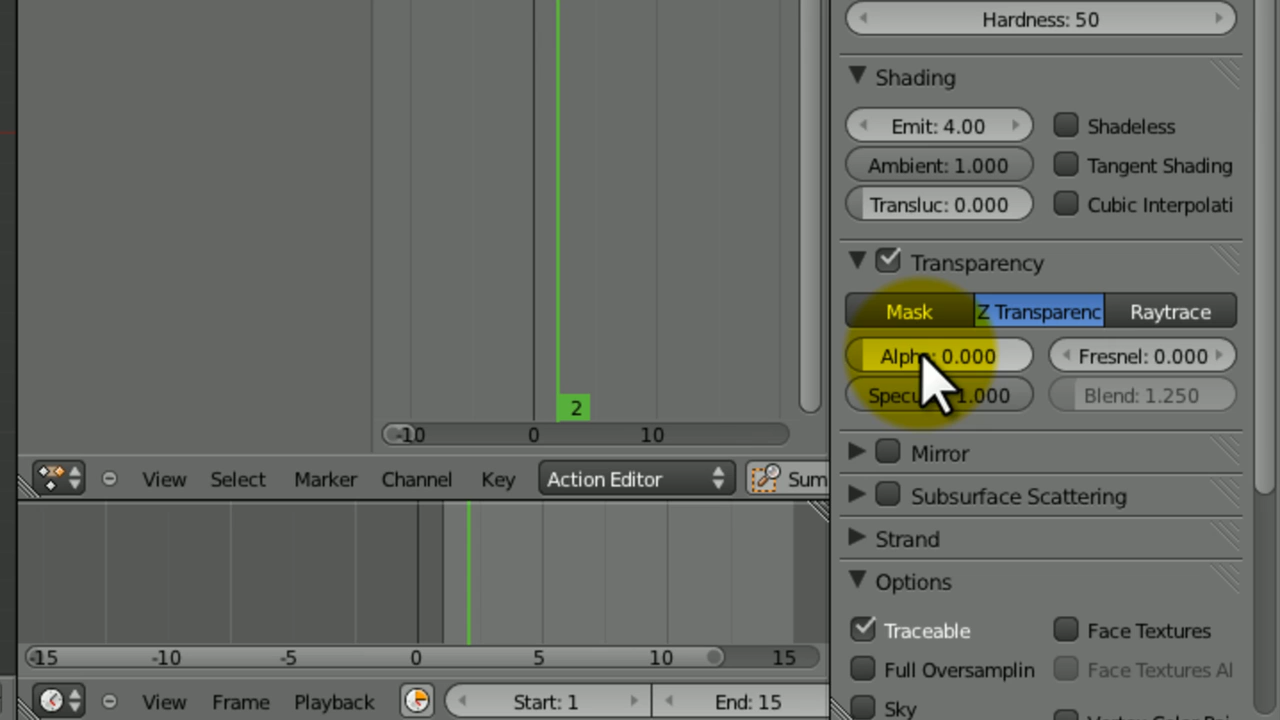 Hardness: 50
Shading
Emit: 4.00
Shadeless
Ambient: 1.000
Tangent Shading
Transluc: 0.000
Cubic Interpolati
Transparency
Mask
Z Transparenc
Raytrace
0.000
Fresnel: 0.000
Blend: 1.250
2
-10 0 10
Mirror
View Select Marker Channel Key Action Editor Sum
Subsurface Scattering
Strand
Options
Traceable
Face Textures
-15 -10 -5 0 5 10 15
Full Oversamplin
Face Textures Al
View Frame Playback Start: 1 End: 15
Sky